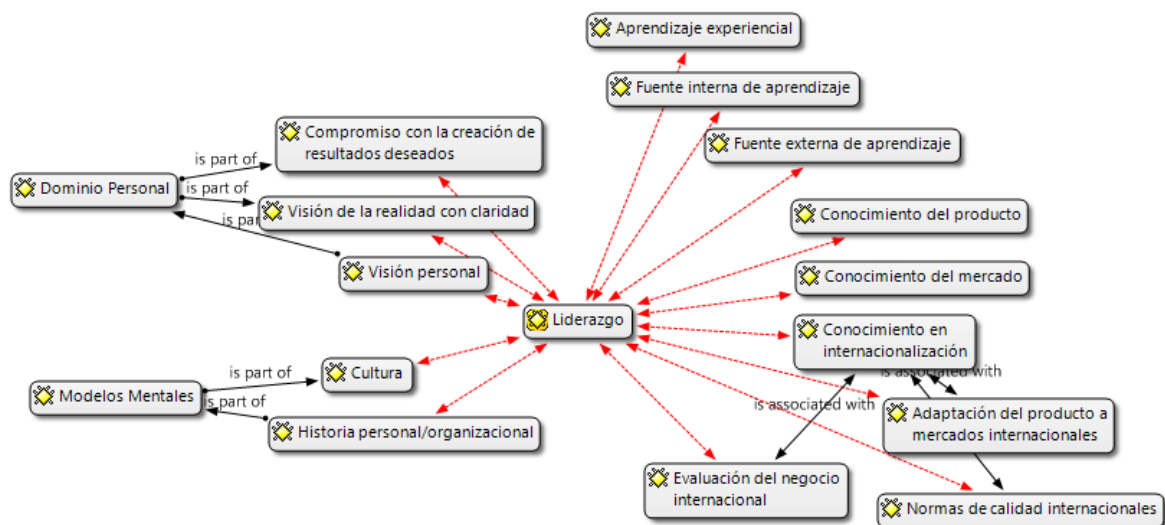 Aprendizaje experiencial
Fuente interna de aprendizaje
Fuente externa de aprendizaje
Compromiso con la creación de
resultados deseados
is part of
Dominio Personal
is part of
Visión de la realidad con claridad
is par
Visión personal
Conocimiento del producto
Conocimiento del mercado
Liderazgo
Conocimiento en
internacionalización
is associated with
is part of
Cultura
Modelos Mentales
is part of
Historia personal/organizacional
is associated with
Adaptación del producto a
mercados internacionales
Evaluación del negocio
internacional
Normas de calidad internacionales